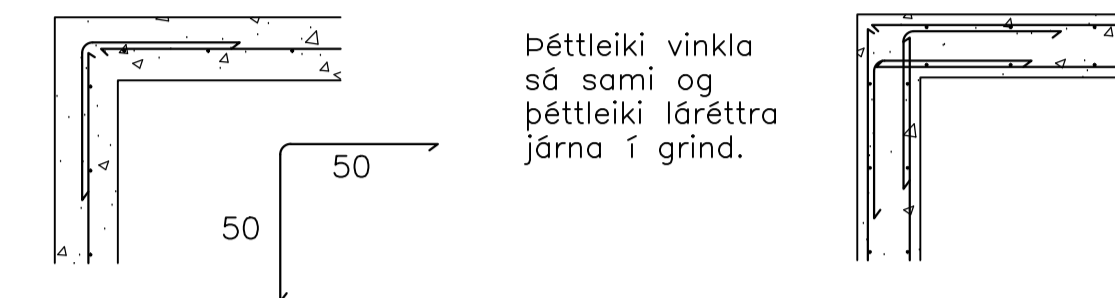 Þéttleiki vinkla
sá sami og
þéttleiki láréttra
járna í grind.
50
50